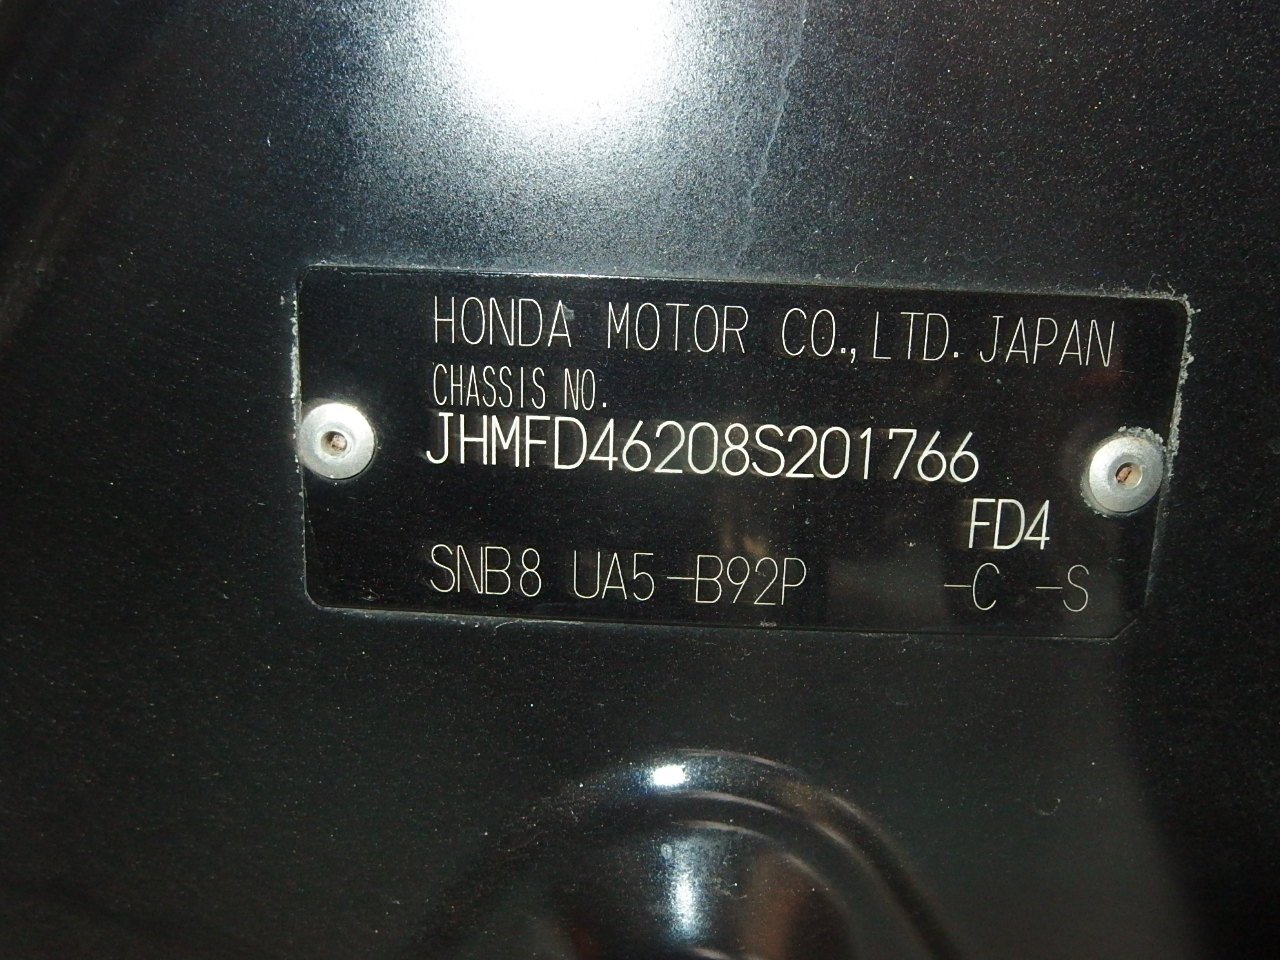 HONDA MOTOR CO., LTD. JAPAN
CHASSIS NO.
JHMFD46208S201766
FD4
SNB8 UA5-B92P -C -S